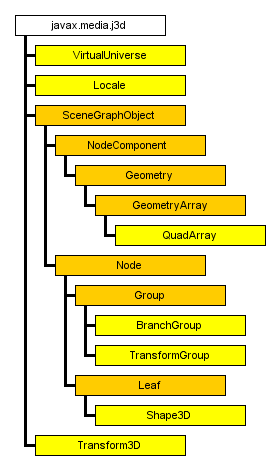 javax.media.j3d
VirtualUniverse
Locale
SceneGraphObject
NodeComponent
Geometry
GeometryArray
QuadArray
Node
Group
BranchGroup
TransformGroup
Leaf
Shape3D
Transform3D